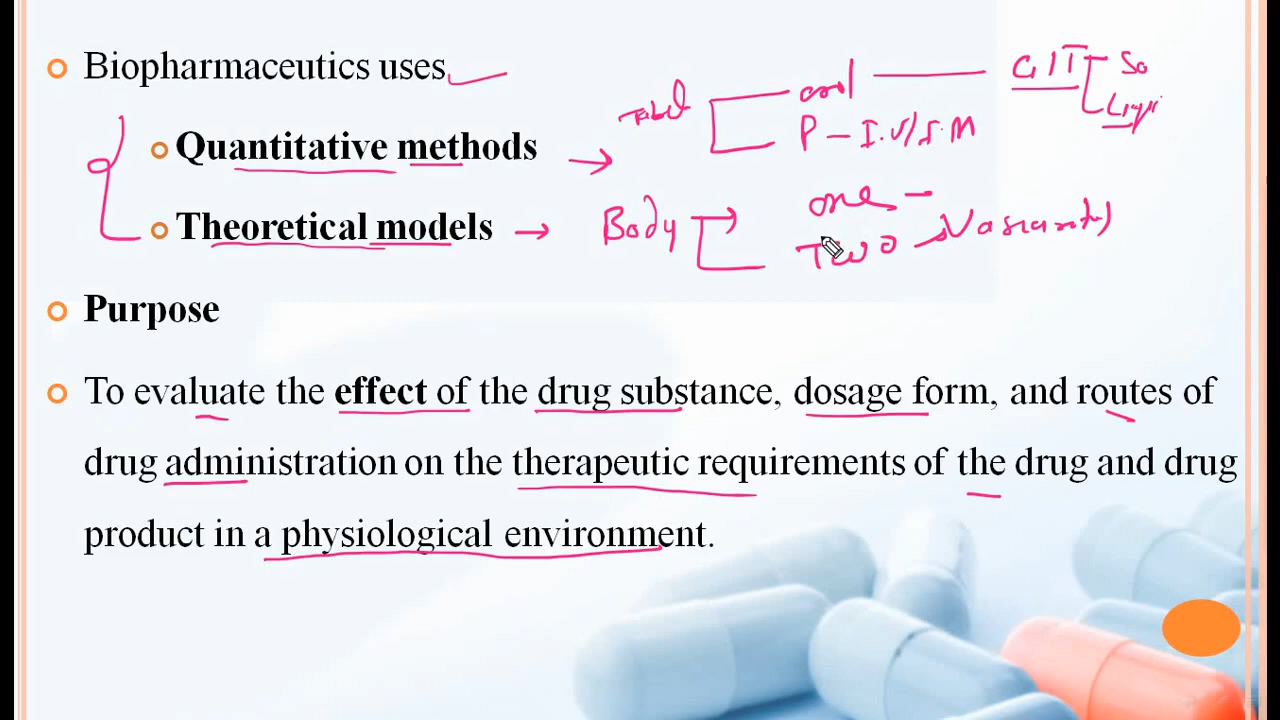 Biopharmaceutics uses
Quantitative methods
Theoretical models
Purpose
To evaluate the effect of the drug substance, dosage form, and routes of
drug administration on the therapeutic requirements of the drug and drug
product in a physiological environment.
oral
GIT
So
P - I.V/I.M
Body
one -
Two